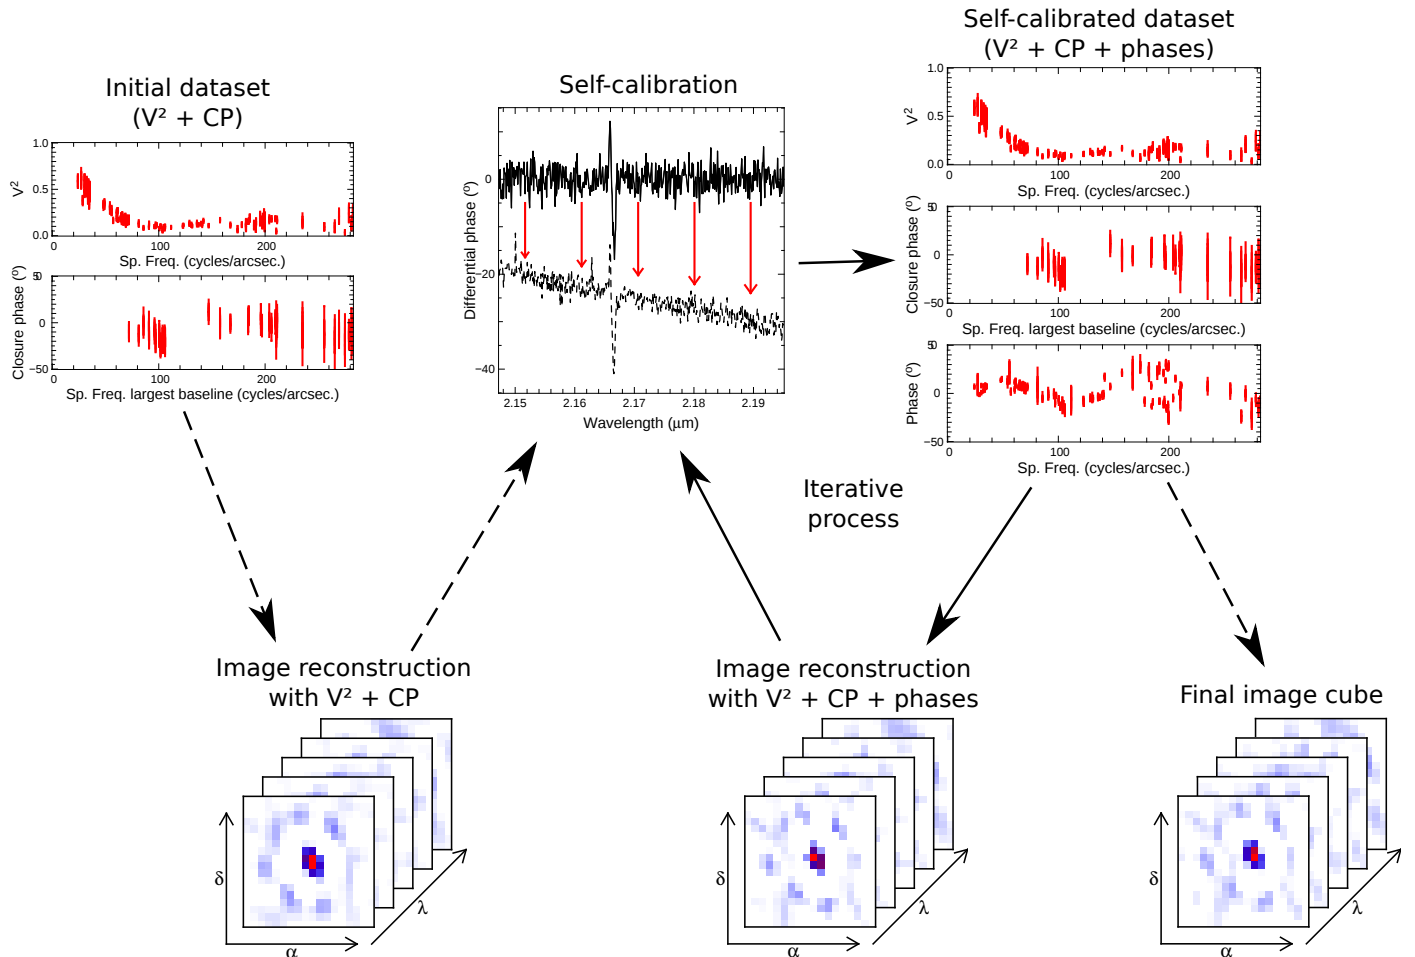 Initial dataset
(V² + CP)
1.0
0.5
0.0
V²
0
100
200
Sp. Freq. (cycles/arcsec.)
50
0
−50
Closure phase (°)
0
100
200
Sp. Freq. largest baseline (cycles/arcsec.)
Self-calibration
0
−20
−40
Differential phase (°)
2.15
2.16
2.17
2.18
2.19
Wavelength (μm)
Self-calibrated dataset
(V² + CP + phases)
1.0
0.5
0.0
V²
0
100
200
Sp. Freq. (cycles/arcsec.)
50
0
−50
Closure phase (°)
0
100
200
Sp. Freq. largest baseline (cycles/arcsec.)
50
0
−50
Phase (°)
0
100
200
Sp. Freq. (cycles/arcsec.)
Iterative
process
Image reconstruction
with V² + CP
δ
α
λ
Image reconstruction
with V² + CP + phases
δ
α
λ
Final image cube
δ
α
λ